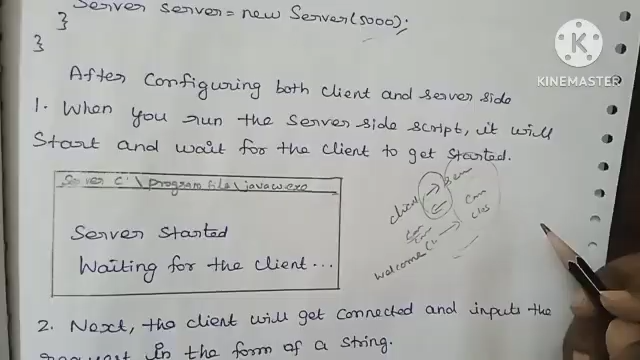 Server server = new Server(5000);
}
}
After configuring both client and server side
1. When you run the server side script, it will
Start and wait for the client to get started.
Server C:\program file\javaw.exe
Server started
Waiting for the client...
client
Welcome
2. Next, the client will get connected and inputs the
request in the form of a string.
K
KINEMASTER